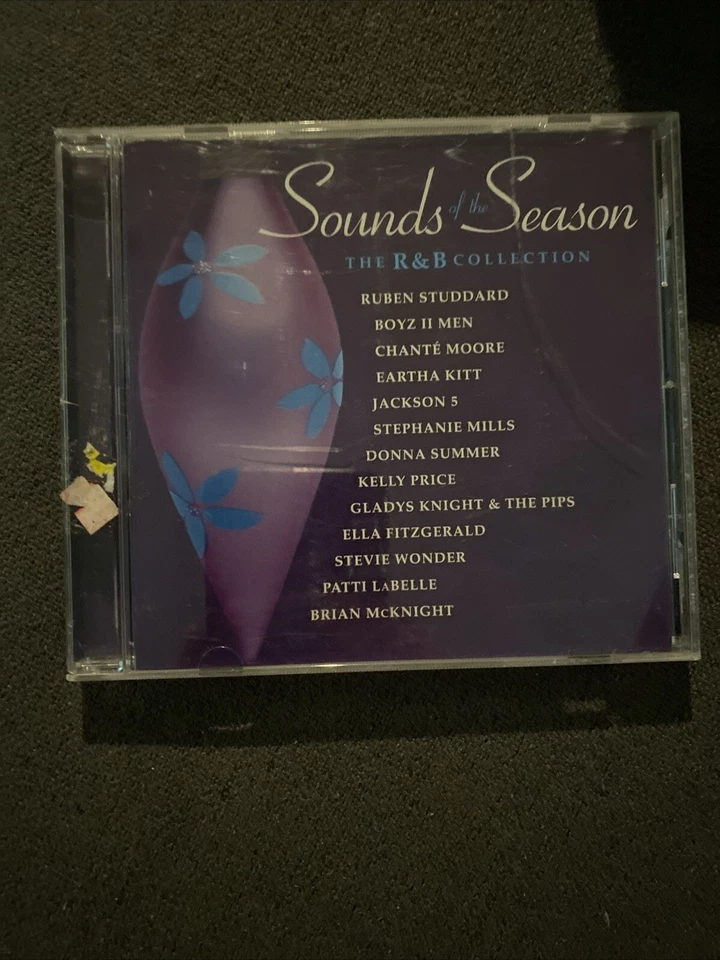 Sounds of the Season
THE R&B COLLECTION
RUBEN STUDDARD
BOYZ II MEN
CHANTÉ MOORE
EARTHA KITT
JACKSON 5
STEPHANIE MILLS
DONNA SUMMER
KELLY PRICE
GLADYS KNIGHT & THE PIPS
ELLA FITZGERALD
STEVIE WONDER
PATTI LABELLE
BRIAN McKNIGHT